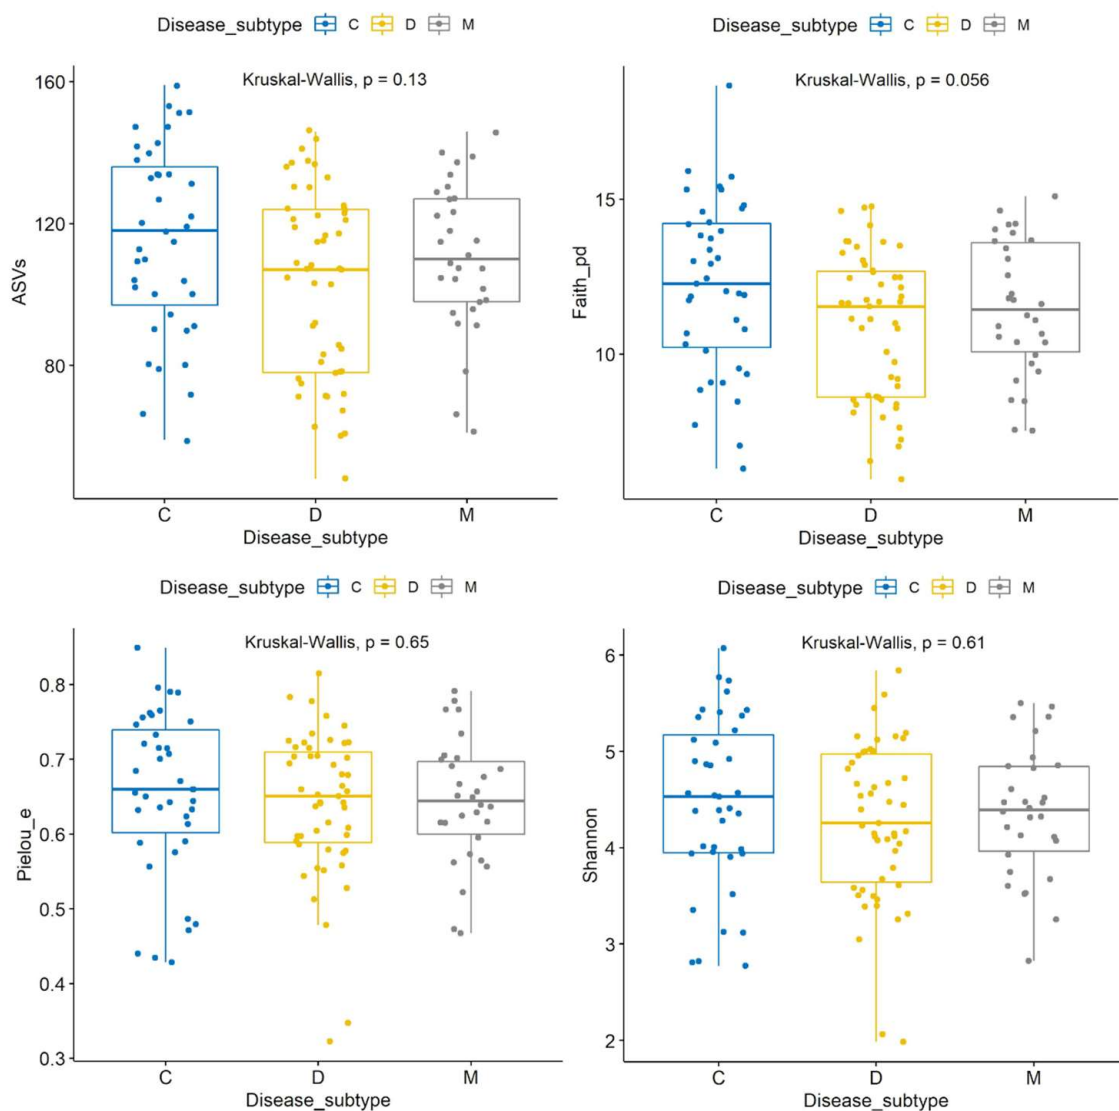 Disease_subtype C D M
Kruskal-Wallis, p = 0.13
160
120
80
ASVs
C D M
Disease_subtype
Disease_subtype C D M
Kruskal-Wallis, p = 0.056
15
10
Faith_pd
C D M
Disease_subtype
Disease_subtype C D M
Kruskal-Wallis, p = 0.65
0.8
0.7
0.6
0.5
0.4
0.3
Pielou_e
C D M
Disease_subtype
Disease_subtype C D M
Kruskal-Wallis, p = 0.61
6
5
4
3
2
Shannon
C D M
Disease_subtype